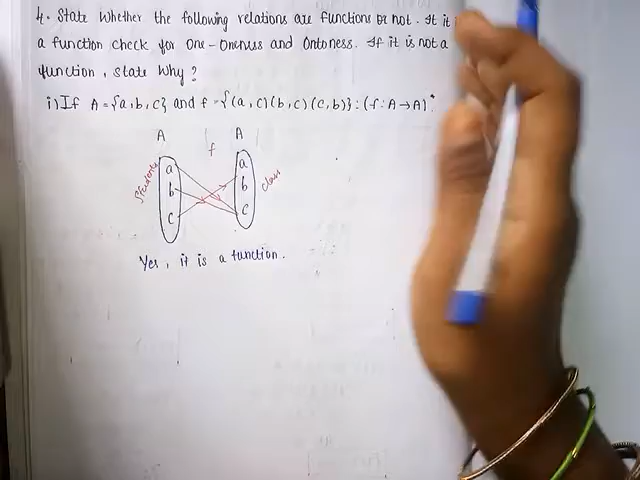 4. State Whether the following relations are functions or not. If it
a function check for One-Oneness and Ontoness. If it is not a
function, state Why?
i) If A = {a, b, c} and f = {(a, c) (b, c) (c, b)} : (f: A → A)
A A
f
Students class
a a
b b
c c
Yes, it is a function.